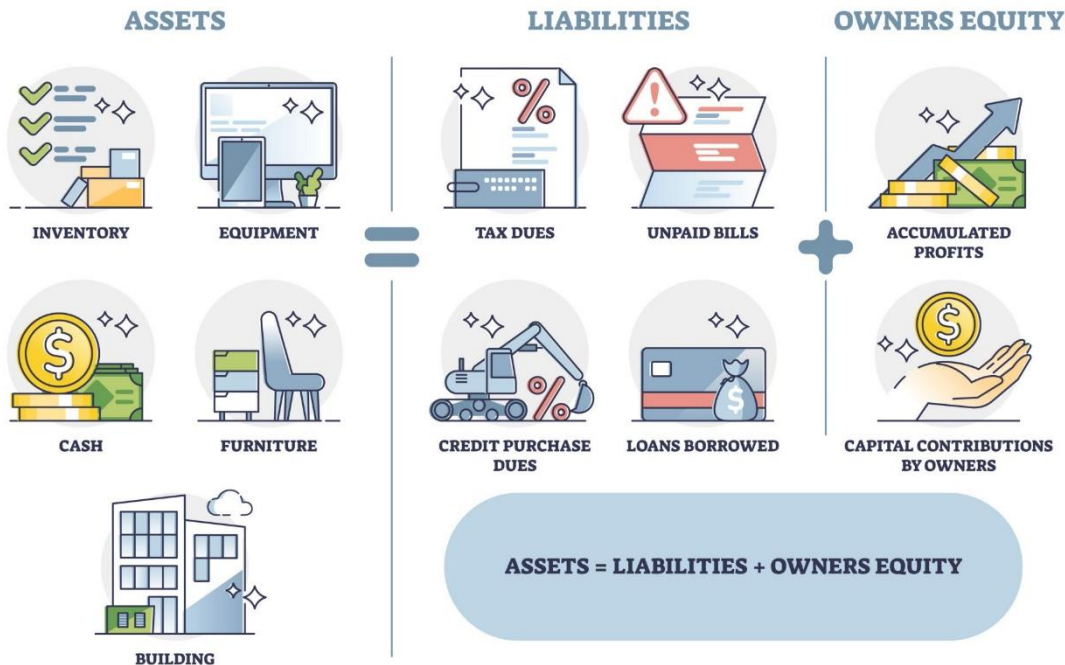 ASSETS
LIABILITIES
OWNERS EQUITY
INVENTORY
EQUIPMENT
TAX DUES
UNPAID BILLS
ACCUMULATED
PROFITS
CASH
FURNITURE
CREDIT PURCHASE
DUES
LOANS BORROWED
CAPITAL CONTRIBUTIONS
BY OWNERS
BUILDING
ASSETS = LIABILITIES + OWNERS EQUITY